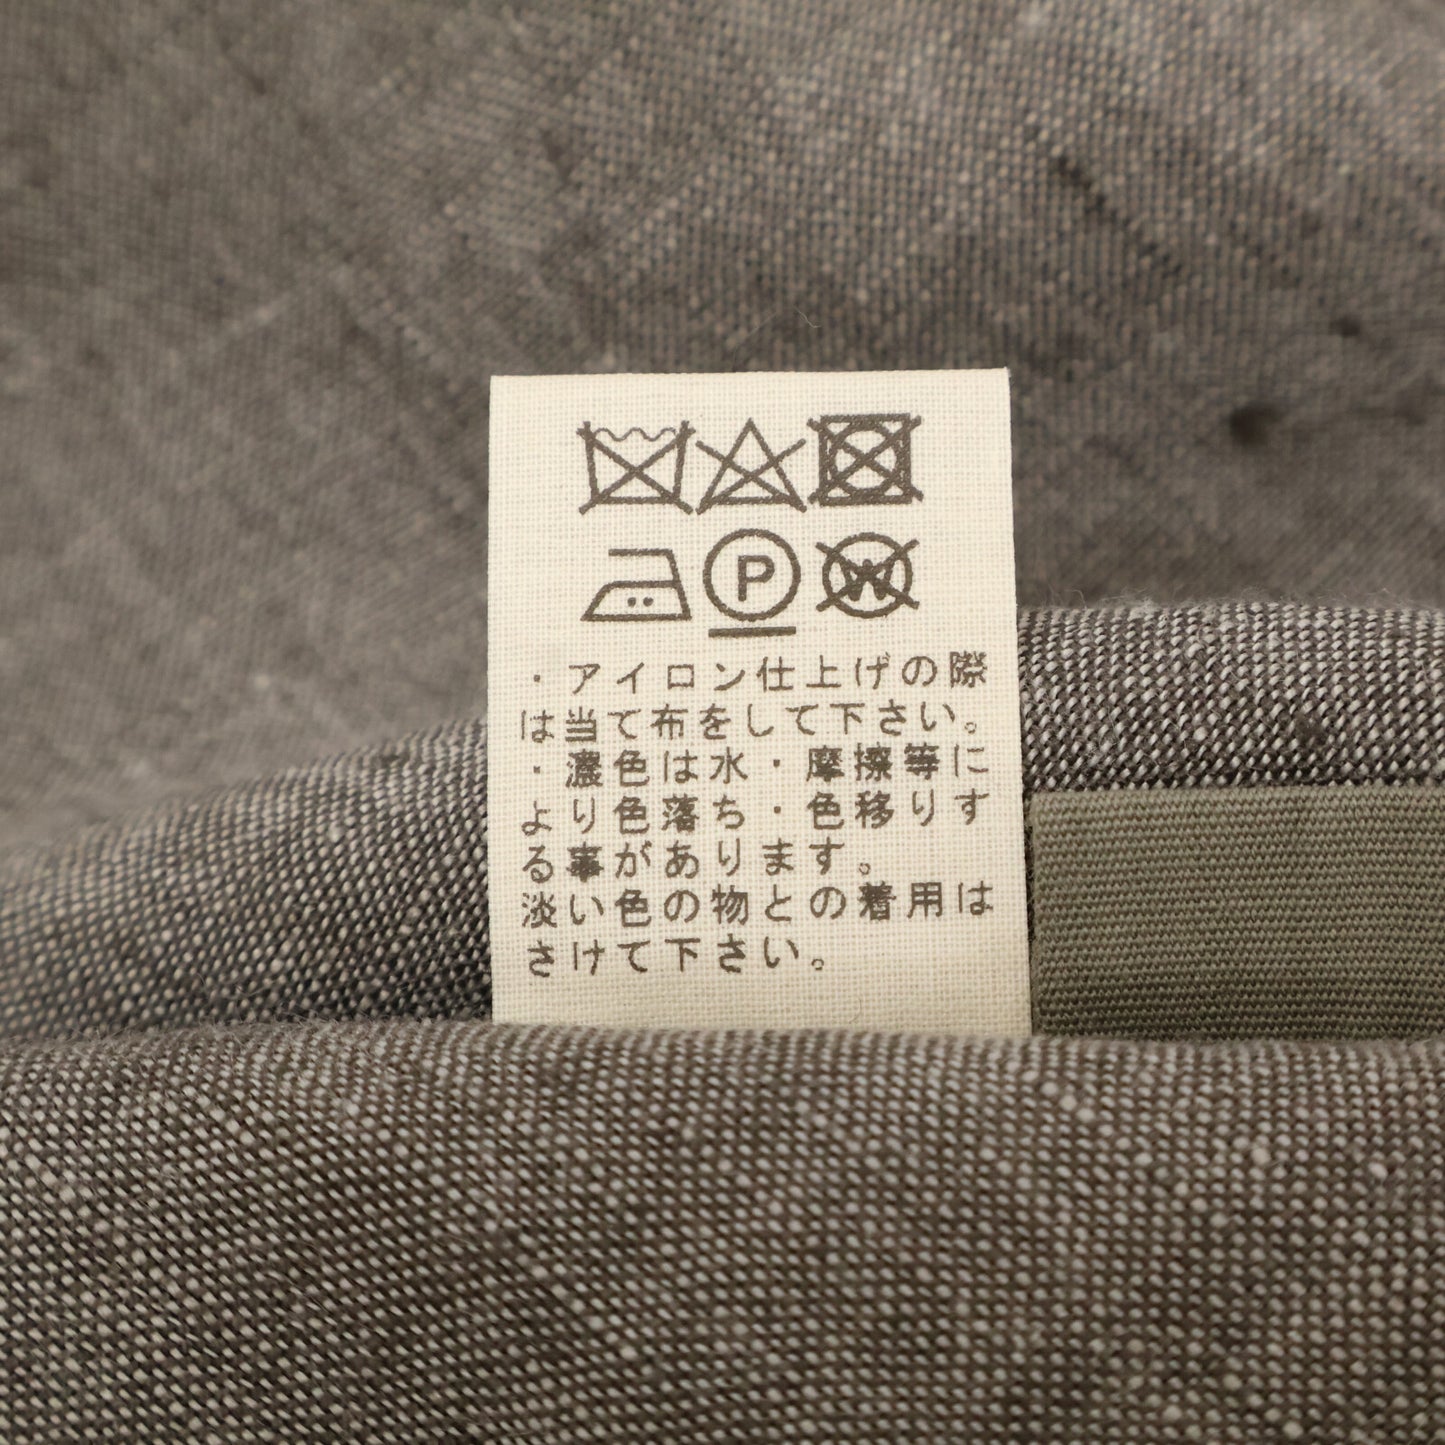 P W
・アイロン仕上げの際
は当て布をして下さい。
・濃色は水・摩擦等に
より色落ち・色移りす
る事があります。
淡い色の物との着用は
さけて下さい。